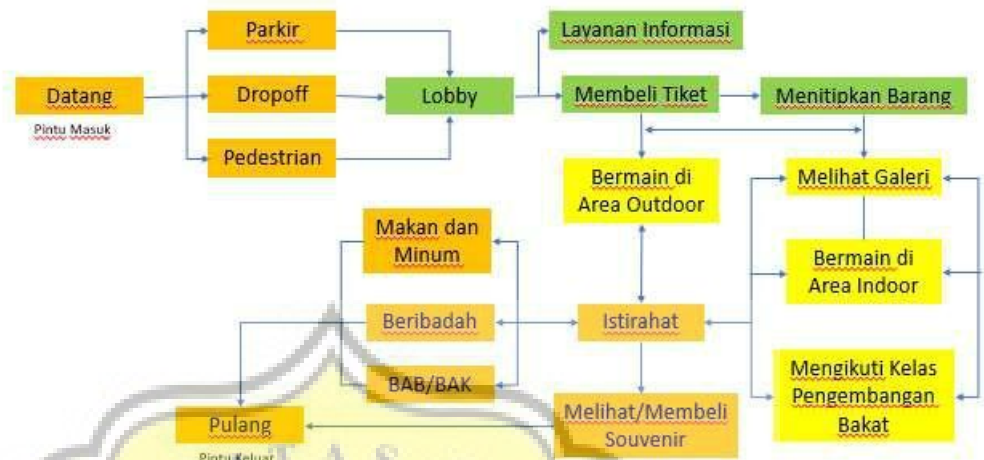 Parkir
Layanan Informasi
Datang
Dropoff
Lobby
Membeli Tiket
Menitipkan Barang
Pintu Masuk
Pedestrian
Bermain di
Area Outdoor
Melihat Galeri
Makan dan
Minum
Bermain di
Area Indoor
Beribadah
Istirahat
BAB/BAK
Mengikuti Kelas
Pengembangan
Bakat
Melihat/Membeli
Souvenir
Pulang
Pintu Keluar
T A S